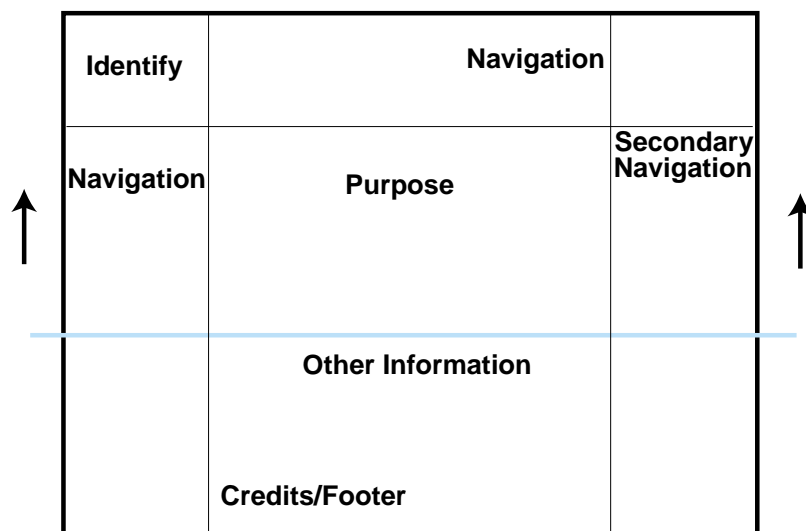 Identify
Navigation
Navigation
Purpose
Secondary
Navigation
Other Information
Credits/Footer